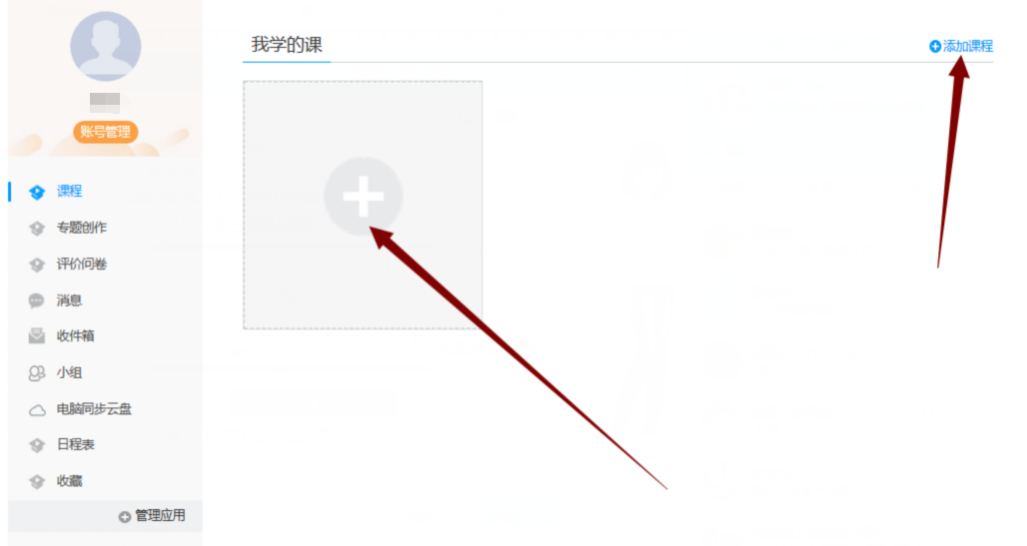 我学的课
添加课程
账号管理
课程
专题创作
评价问卷
消息
收件箱
小组
电脑同步云盘
日程表
收藏
管理应用